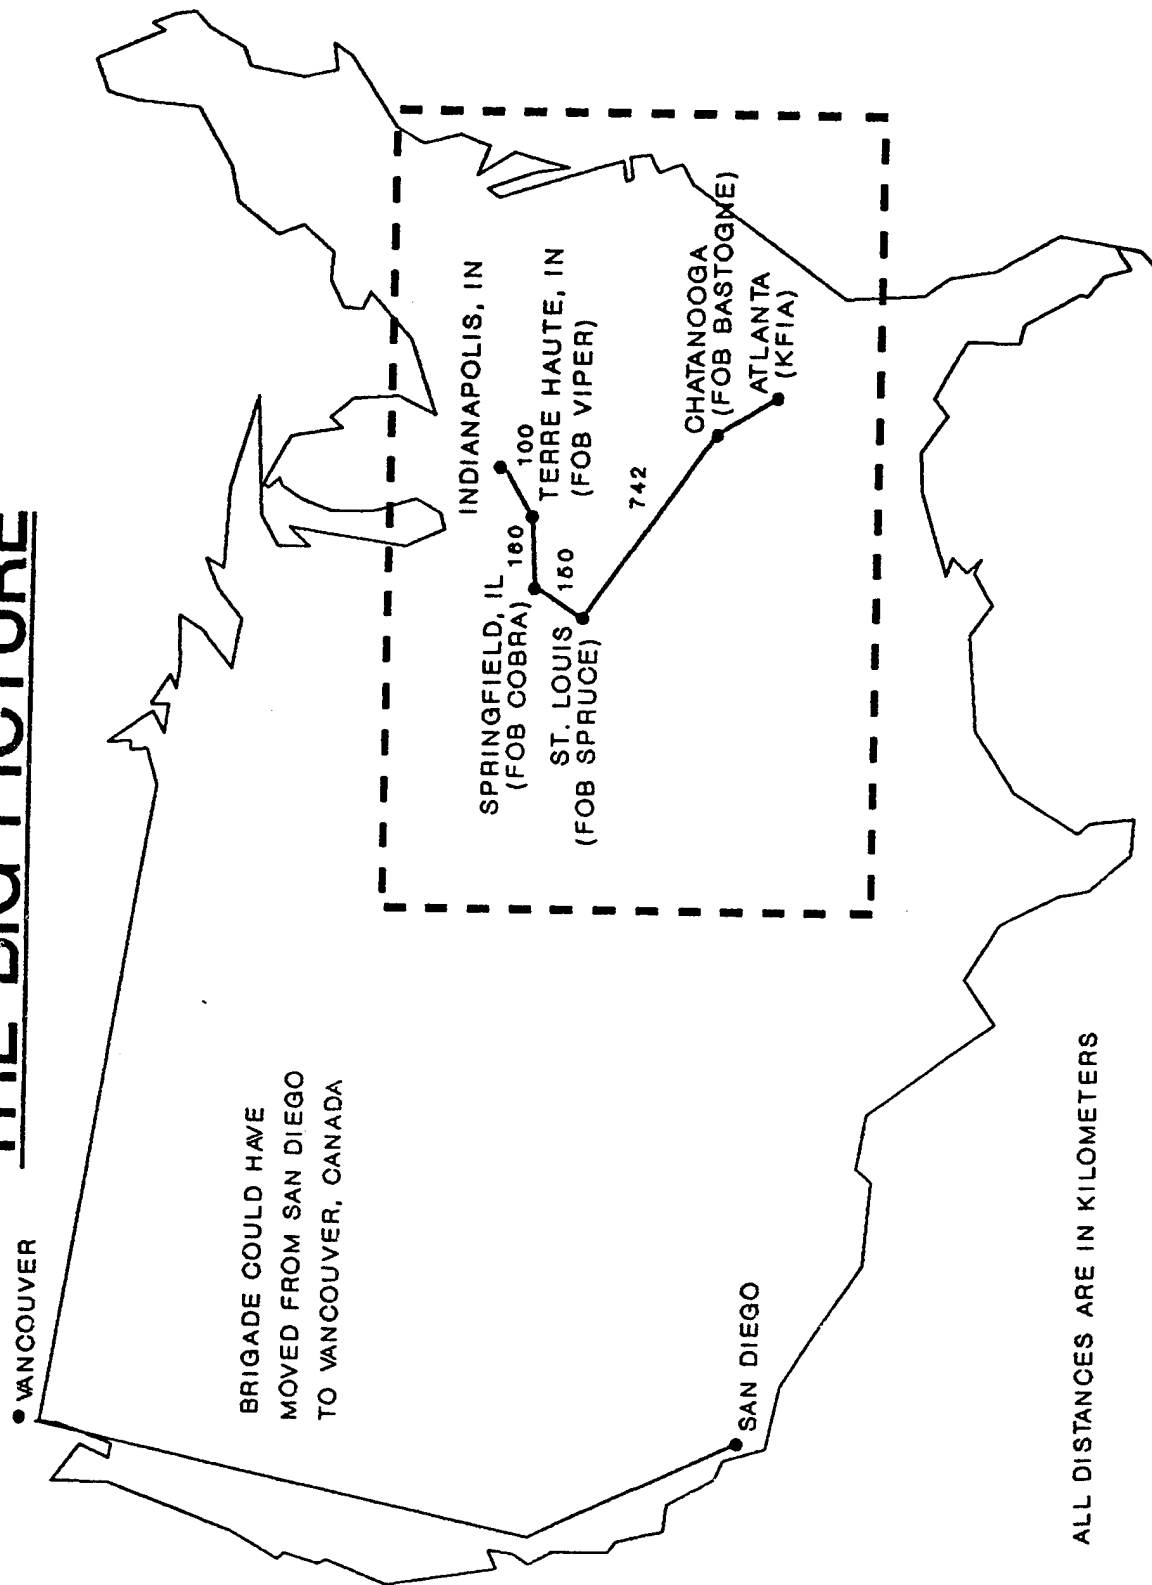 THE BIG PICTURE
VANCOUVER
BRIGADE COULD HAVE
MOVED FROM SAN DIEGO
TO VANCOUVER, CANADA
INDIANAPOLIS, IN
100
TERRE HAUTE, IN
(FOB VIPER)
160
SPRINGFIELD, IL
(FOB COBRA)
150
ST. LOUIS
(FOB SPRUCE)
742
CHATANOOGA
(FOB BASTOGNE)
ATLANTA
(KFIA)
SAN DIEGO
ALL DISTANCES ARE IN KILOMETERS